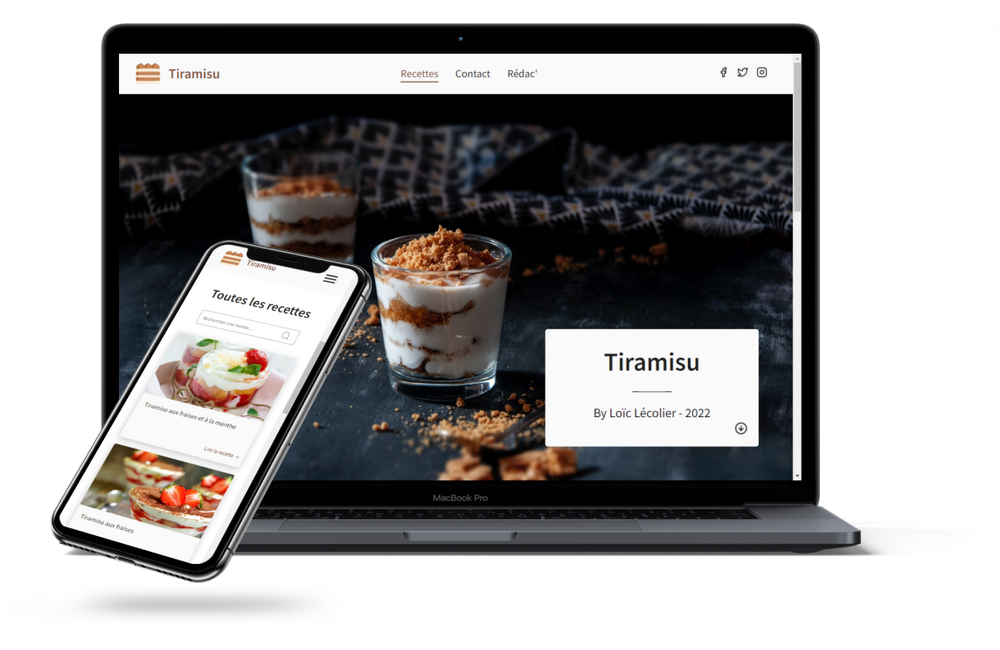 Tiramisu
Recettes Contact Rédac'
Tiramisu
By Loïc Lécolier - 2022
MacBook Pro
Tiramisu
Toutes les recettes
Rechercher une recette...
Tiramisu aux fraises et à la menthe
Lire la recette
Tiramisu aux fraises